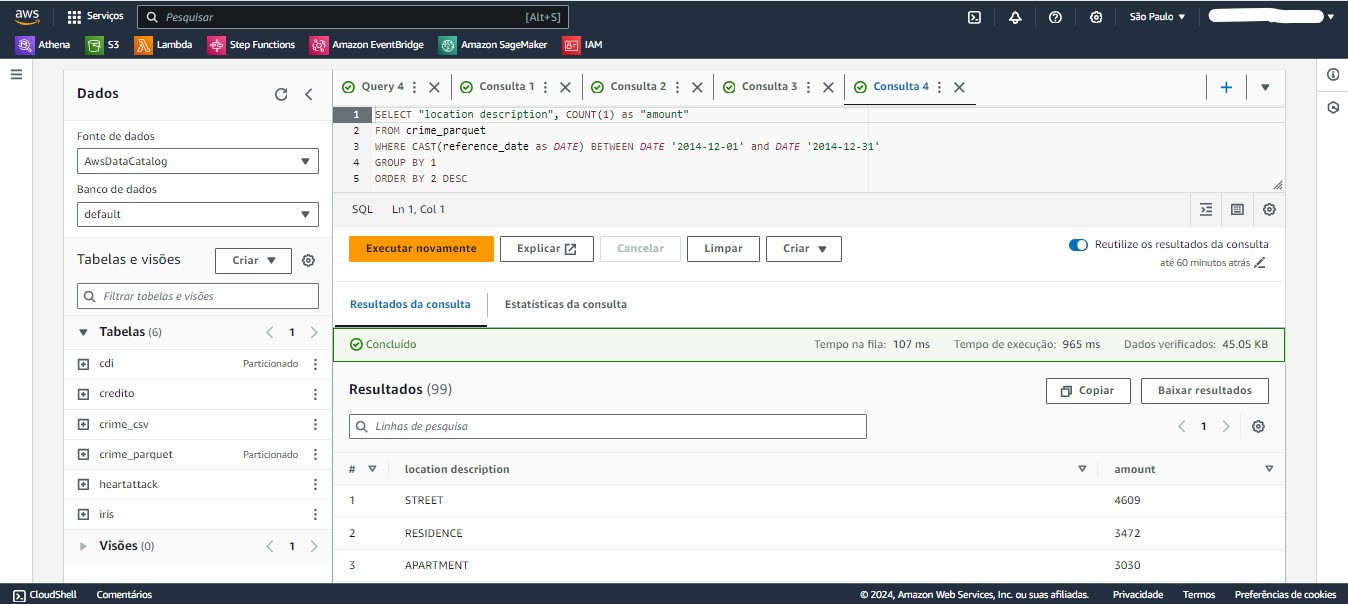 aws
Serviços
Pesquisar [Alt+S]
São Paulo
Athena S3 Lambda Step Functions Amazon EventBridge Amazon SageMaker IAM
Dados
Fonte de dados
AwsDataCatalog
Banco de dados
default
Tabelas e visões
Criar
Filtrar tabelas e visões
Tabelas (6) 1
cdi Particionado
credito
crime_csv
crime_parquet Particionado
heartattack
iris
Visões (0) 1
Query 4 Consulta 1 Consulta 2 Consulta 3 Consulta 4
1 SELECT "location description", COUNT(1) as "amount"
2 FROM crime_parquet
3 WHERE CAST(reference_date as DATE) BETWEEN DATE '2014-12-01' and DATE '2014-12-31'
4 GROUP BY 1
5 ORDER BY 2 DESC
SQL Ln 1, Col 1
Executar novamente Explicar Cancelar Limpar Criar
Reutilize os resultados da consulta
até 60 minutos atrás
Resultados da consulta Estatísticas da consulta
Concluído Tempo na fila: 107 ms Tempo de execução: 965 ms Dados verificados: 45.05 KB
Resultados (99) Copiar Baixar resultados
Linhas de pesquisa 1
# location description amount
1 STREET 4609
2 RESIDENCE 3472
3 APARTMENT 3030
CloudShell Comentários © 2024, Amazon Web Services, Inc. ou suas afiliadas. Privacidade Termos Preferências de cookies